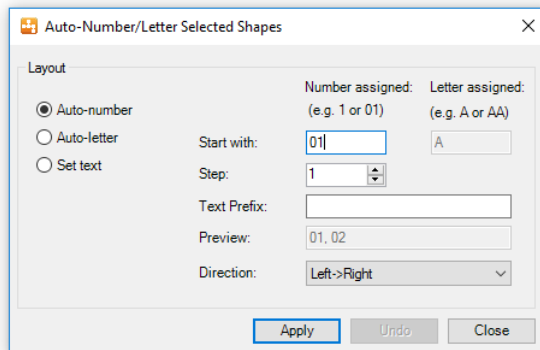 Auto-Number/Letter Selected Shapes
Layout
Number assigned: Letter assigned:
Auto-number (e.g. 1 or 01) (e.g. A or AA)
Auto-letter
Start with: 01 A
Set text
Step: 1
Text Prefix:
Preview: 01, 02
Direction: Left->Right
Apply Undo Close